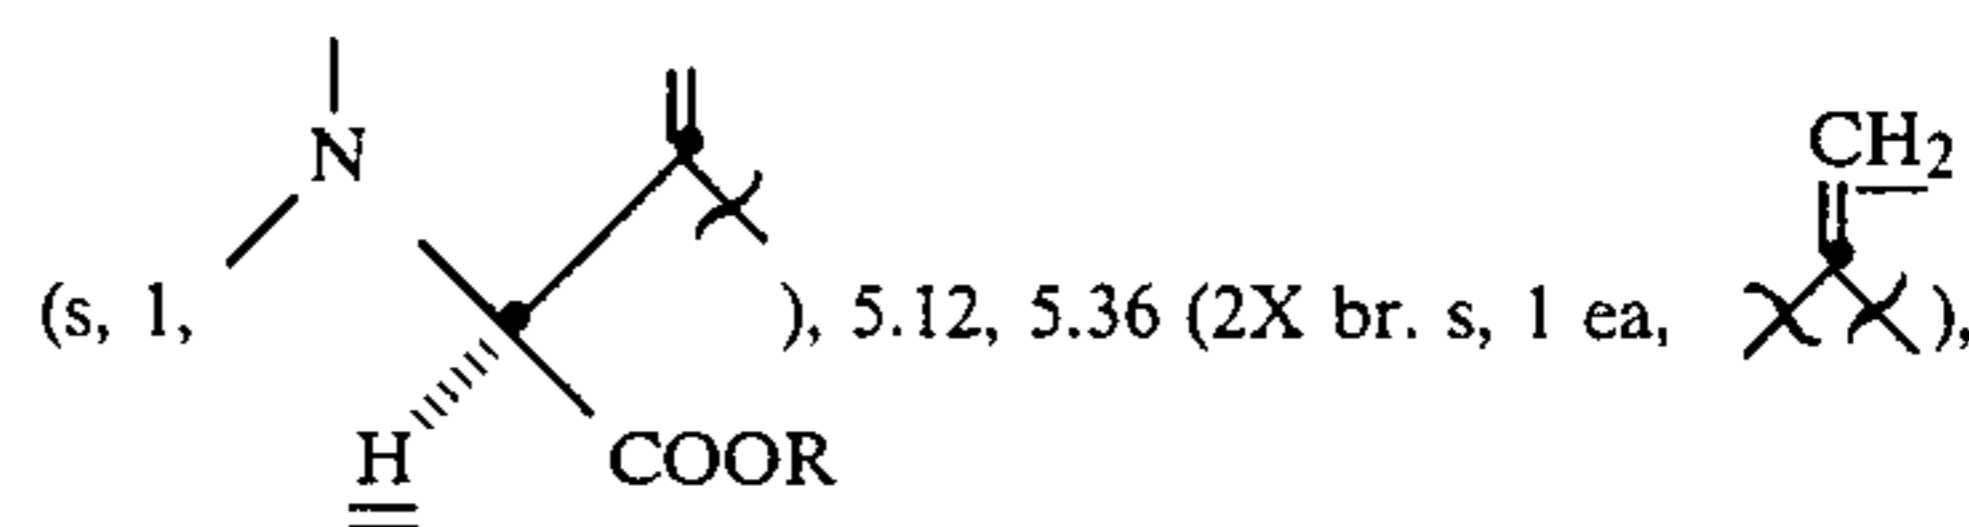 CH2
N
(s, 1, ), 5.12, 5.36 (2X br. s, 1 ea, ),
H COOR